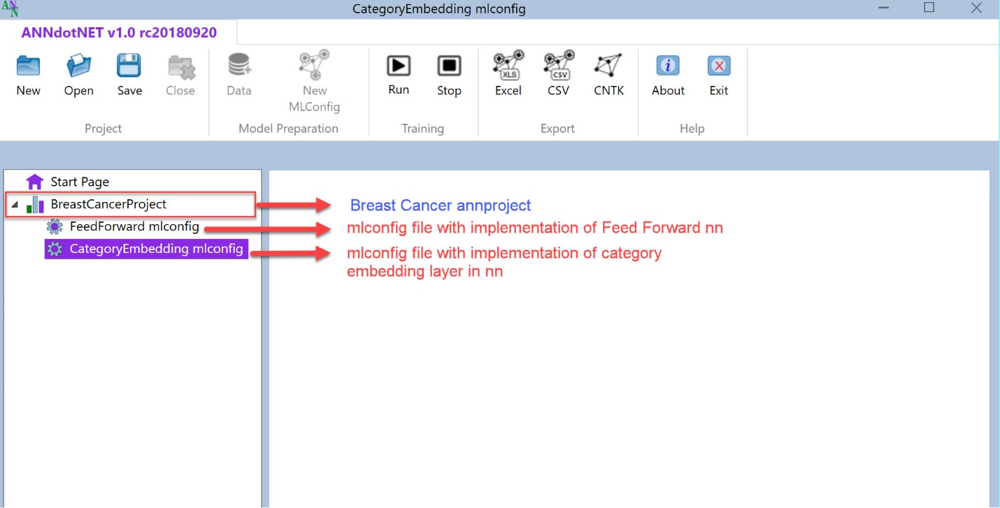 ANN
CategoryEmbedding mlconfig
ANNdotNET v1.0 rc20180920
New
Open
Save
Close
Project
Data
New
MLConfig
Model Preparation
Run
Stop
Training
XLS
Excel
CSV
CSV
CNTK
Export
About
Exit
Help
Start Page
BreastCancerProject
Breast Cancer annproject
FeedForward mlconfig
mlconfig file with implementation of Feed Forward nn
CategoryEmbedding mlconfig
mlconfig file with implementation of category
embedding layer in nn